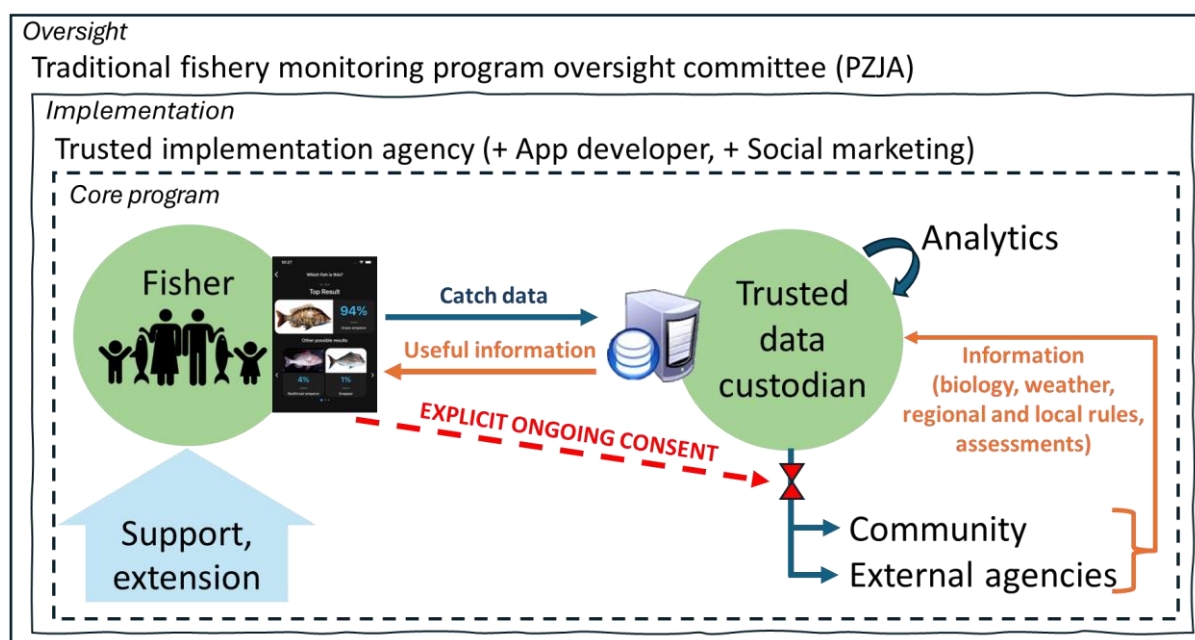 Oversight
Traditional fishery monitoring program oversight committee (PZJA)
Implementation
Trusted implementation agency (+ App developer, + Social marketing)
Core program
Fisher
Which fish is this?
Top Result
94%
Other possible results
4%
1%
Catch data
Useful information
EXPLICIT ONGOING CONSENT
Trusted
data
custodian
Analytics
Information
(biology, weather,
regional and local rules,
assessments)
Support,
extension
Community
External agencies